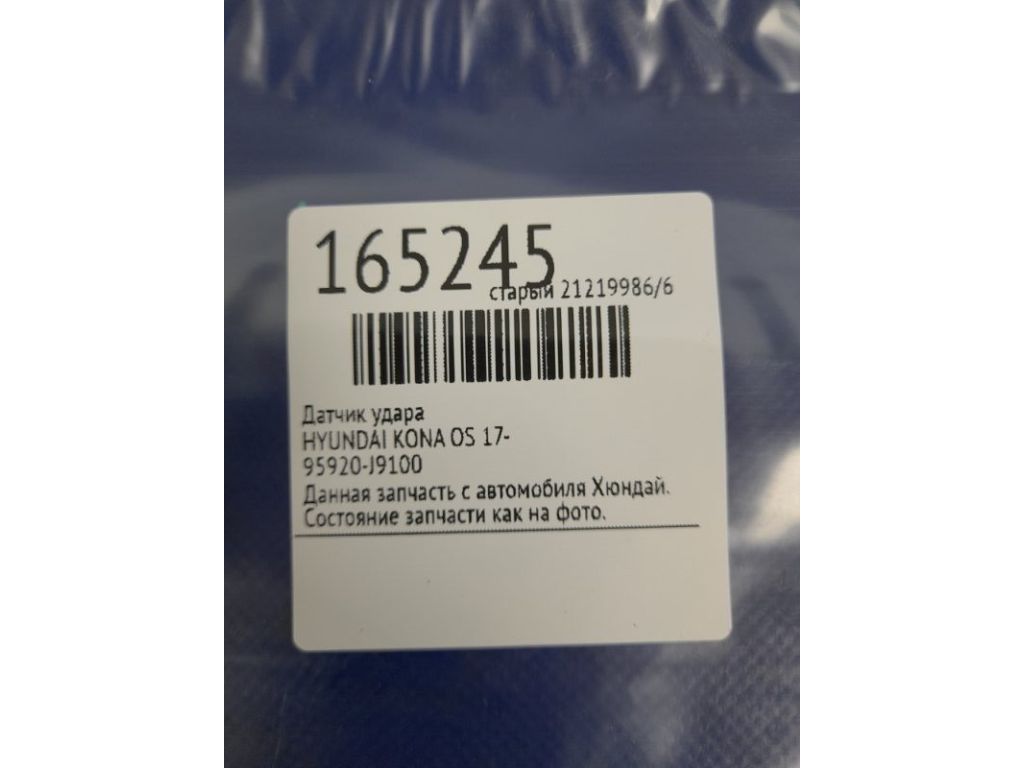 165245
старый 21219986/6
Датчик удара
HYUNDAI KONA OS 17-
95920-J9100
Данная запчасть с автомобиля Хюндай.
Состояние запчасти как на фото.